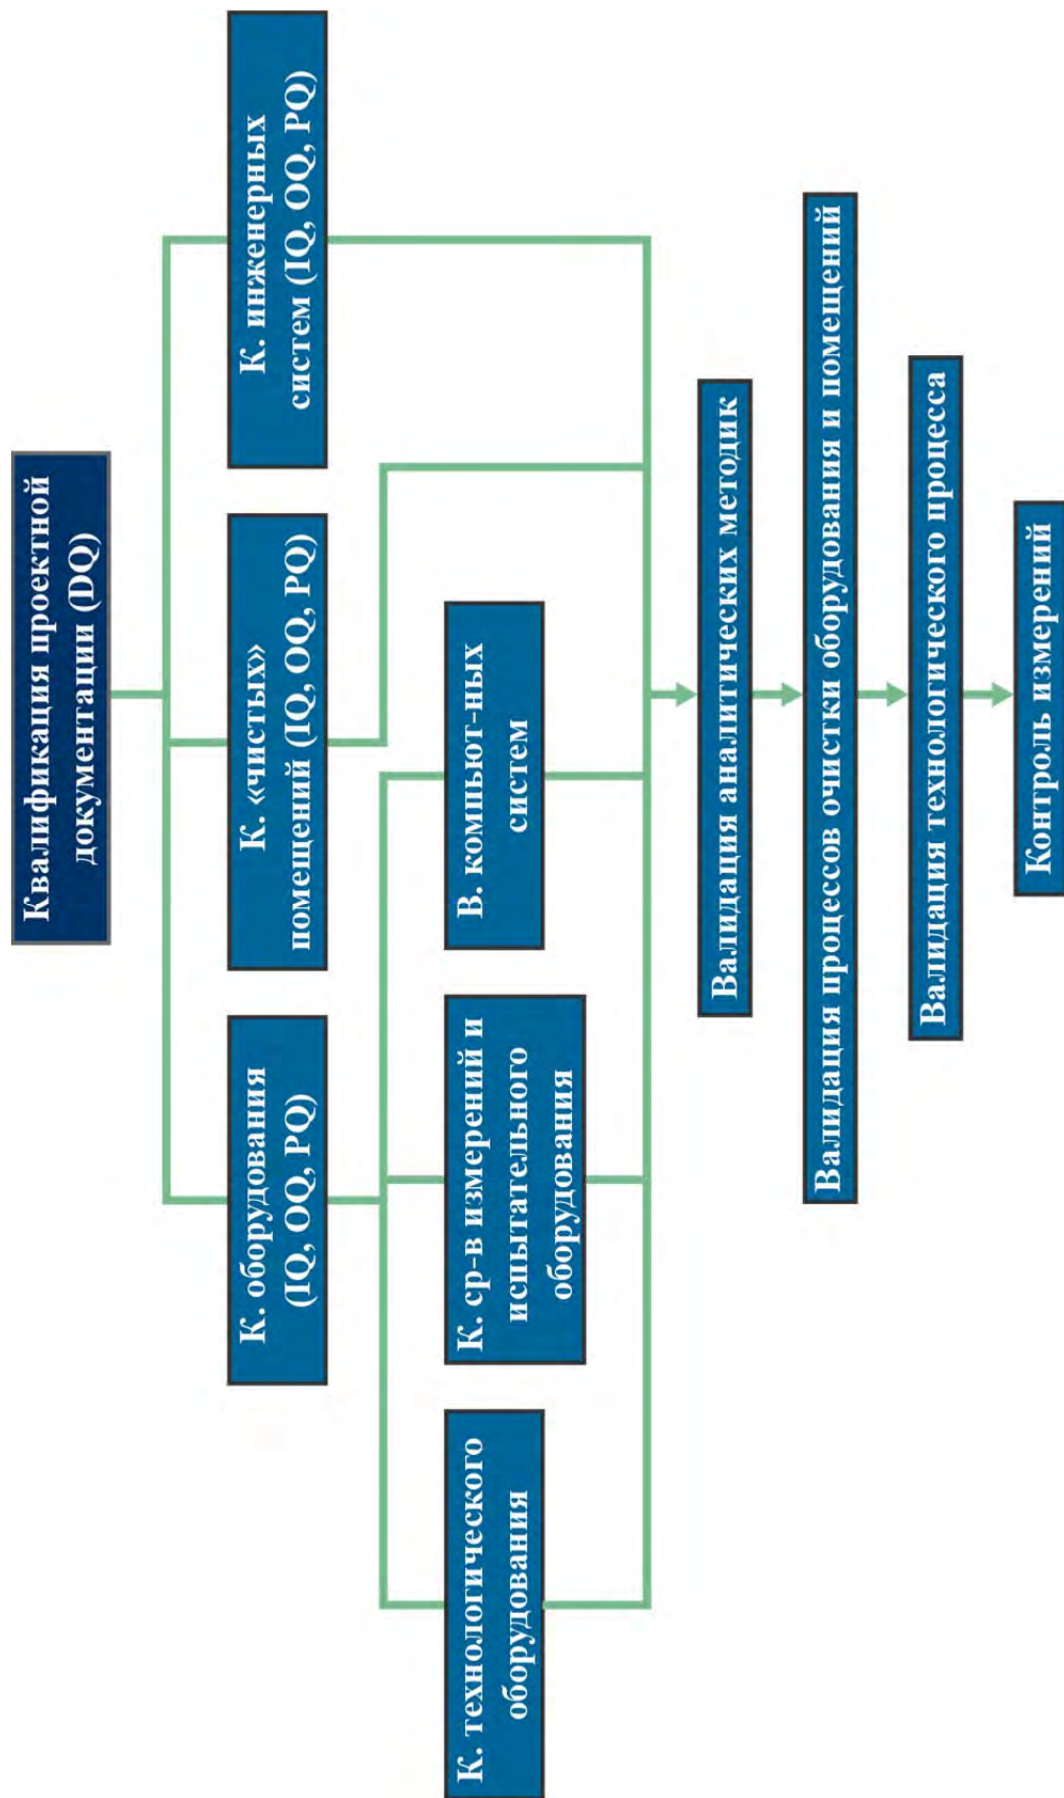 Квалификация проектной
документации (DQ)
К. оборудования
(IQ, OQ, PQ)
К. «чистых»
помещений (IQ, OQ, PQ)
К. инженерных
систем (IQ, OQ, PQ)
К. технологического
оборудования
К. ср-в измерений и
испытательного
оборудования
В. компьют-ных
систем
Валидация аналитических методик
Валидация процессов очистки оборудования и помещений
Валидация технологического процесса
Контроль измерений